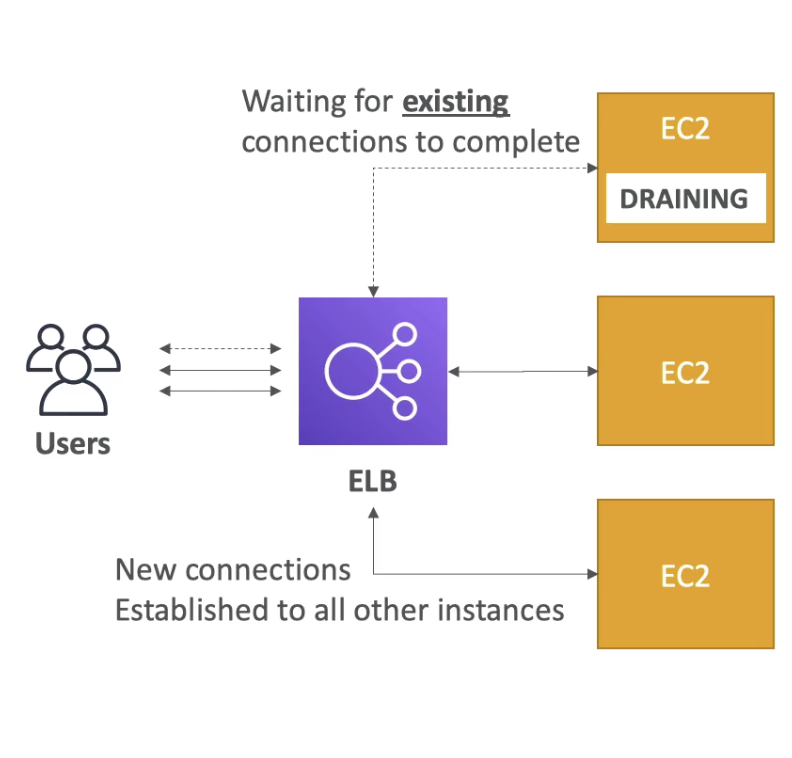 Waiting for existing
connections to complete
EC2
DRAINING
Users
ELB
EC2
New connections
Established to all other instances
EC2